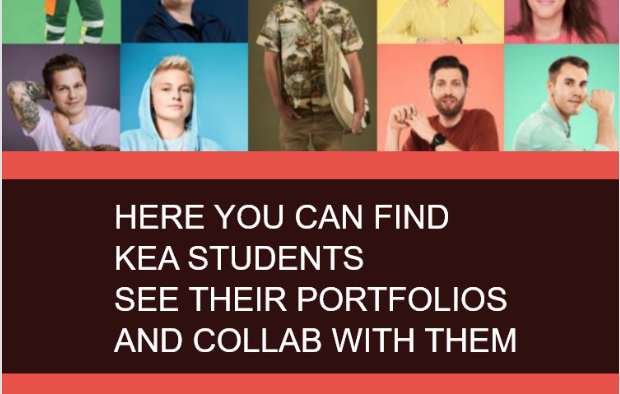 HERE YOU CAN FIND
KEA STUDENTS
SEE THEIR PORTFOLIOS
AND COLLAB WITH THEM